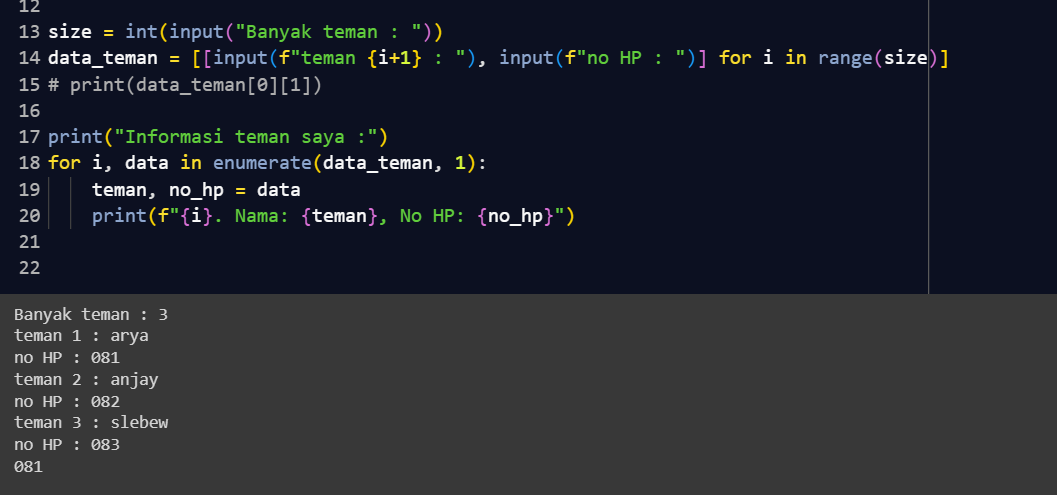 12
13 size = int(input("Banyak teman : "))
14 data_teman = [[input(f"teman {i+1} : "), input(f"no HP : ")] for i in range(size)]
15 # print(data_teman[0][1])
16
17 print("Informasi teman saya :")
18 for i, data in enumerate(data_teman, 1):
19     teman, no_hp = data
20     print(f"{i}. Nama: {teman}, No HP: {no_hp}")
21
22
Banyak teman : 3
teman 1 : arya
no HP : 081
teman 2 : anjay
no HP : 082
teman 3 : slebew
no HP : 083
081